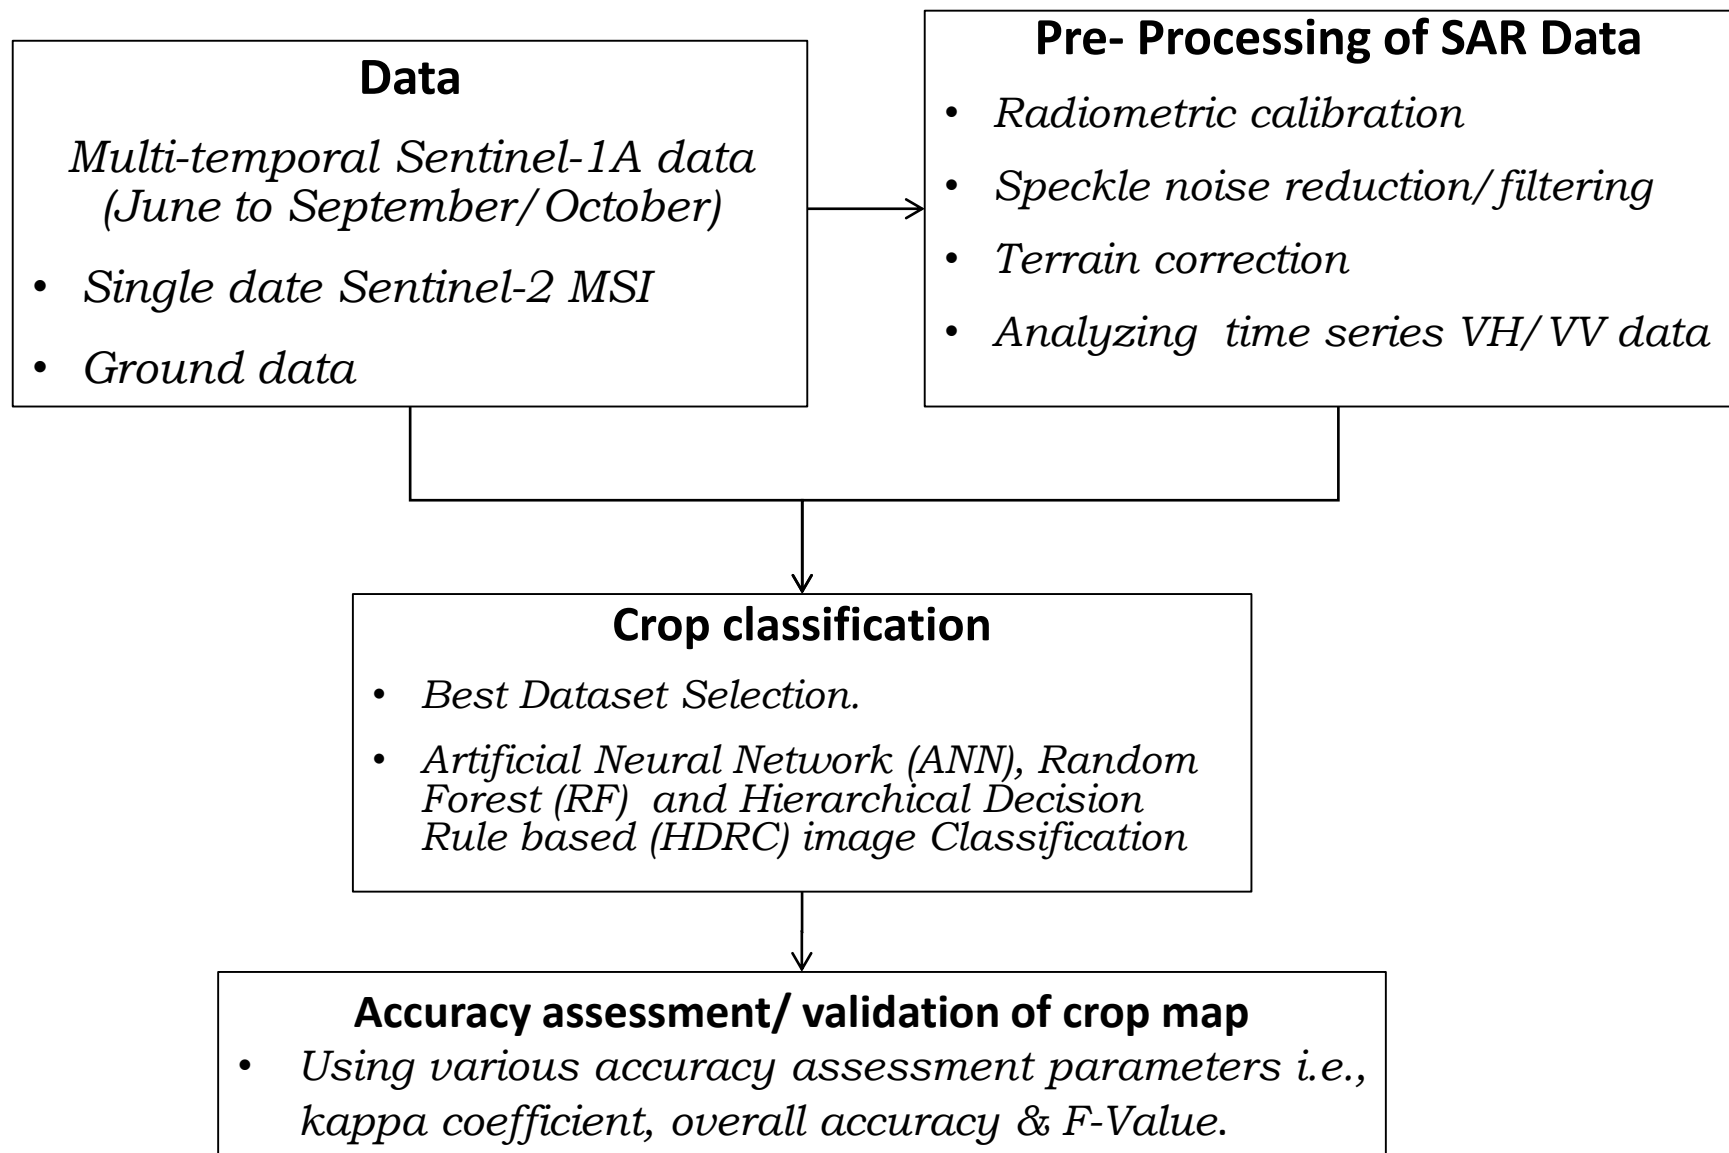 Data
Multi-temporal Sentinel-1A data
(June to September/October)
• Single date Sentinel-2 MSI
• Ground data
Pre- Processing of SAR Data
• Radiometric calibration
• Speckle noise reduction/filtering
• Terrain correction
• Analyzing time series VH/VV data
Crop classification
• Best Dataset Selection.
• Artificial Neural Network (ANN), Random
Forest (RF) and Hierarchical Decision
Rule based (HDRC) image Classification
Accuracy assessment/ validation of crop map
• Using various accuracy assessment parameters i.e.,
kappa coefficient, overall accuracy & F-Value.